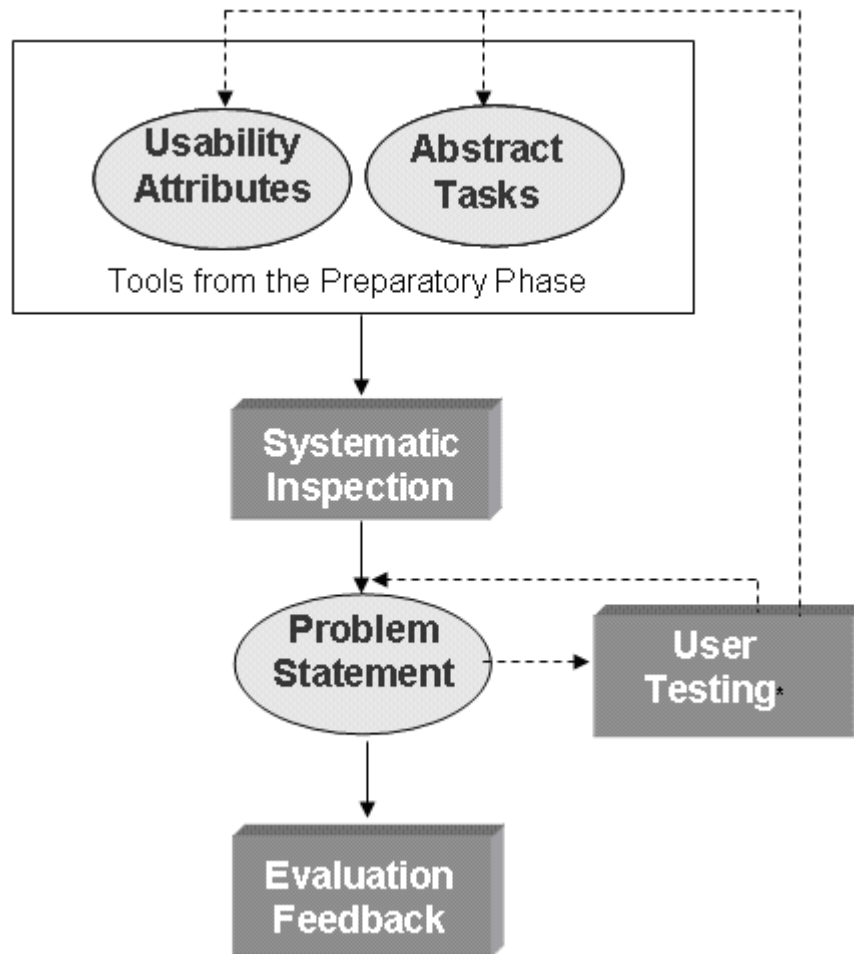 Usability
Attributes
Abstract
Tasks
Tools from the Preparatory Phase
Systematic
Inspection
Problem
Statement
User
Testing*
Evaluation
Feedback